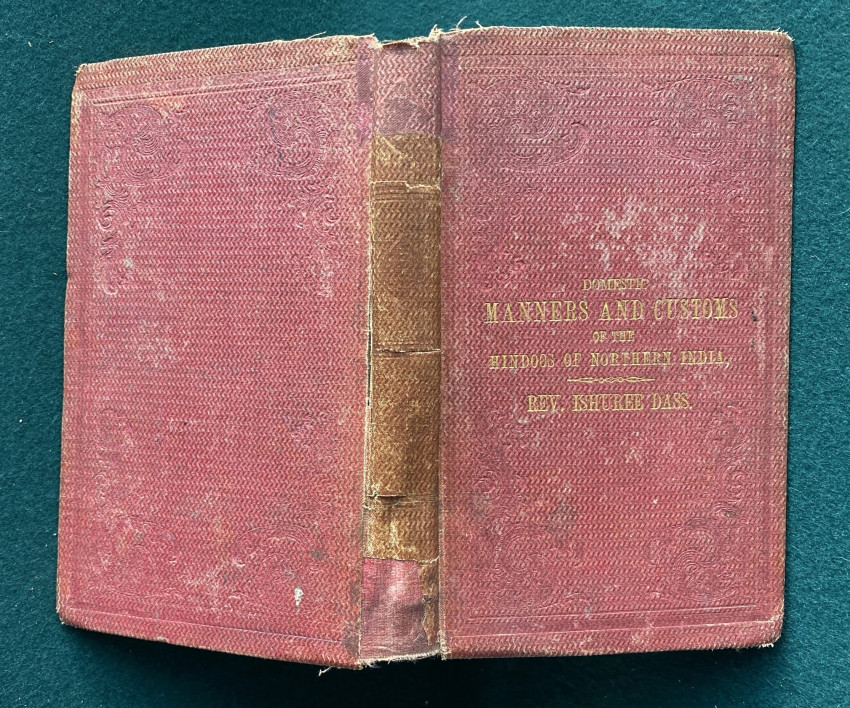 DOMESTIC
MANNERS AND CUSTOMS
OF THE
HINDOOS OF NORTHERN INDIA.
REV. ISHUREE DASS.